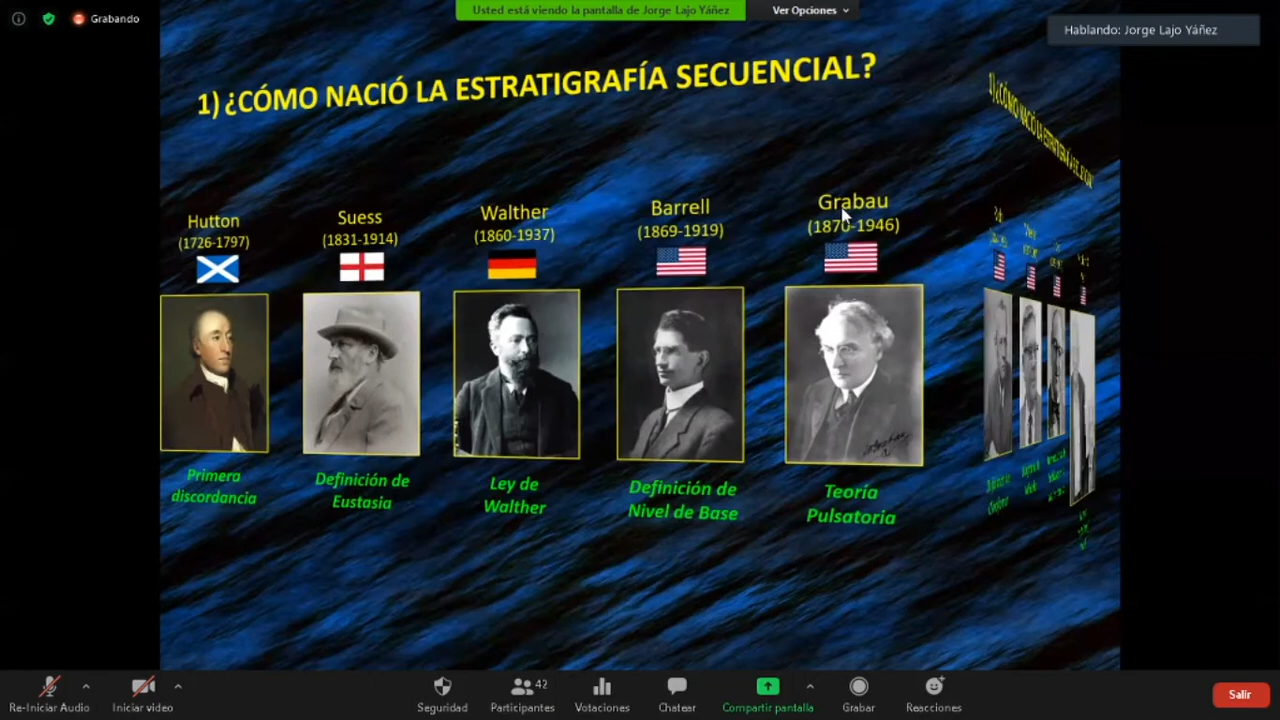 Grabando
Usted está viendo la pantalla de Jorge Lajo Yáñez
Ver Opciones
Hablando: Jorge Lajo Yáñez
1) ¿CÓMO NACIÓ LA ESTRATIGRAFÍA SECUENCIAL?
Hutton
(1726-1797)
Primera
discordancia
Suess
(1831-1914)
Definición de
Eustasia
Walther
(1860-1937)
Ley de
Walther
Barrell
(1869-1919)
Definición de
Nivel de Base
Grabau
(1870-1946)
Teoría
Pulsatoria
Re-Iniciar Audio
Iniciar video
Seguridad
42
Participantes
Votaciones
Chatear
Compartir pantalla
Grabar
Reacciones
Salir